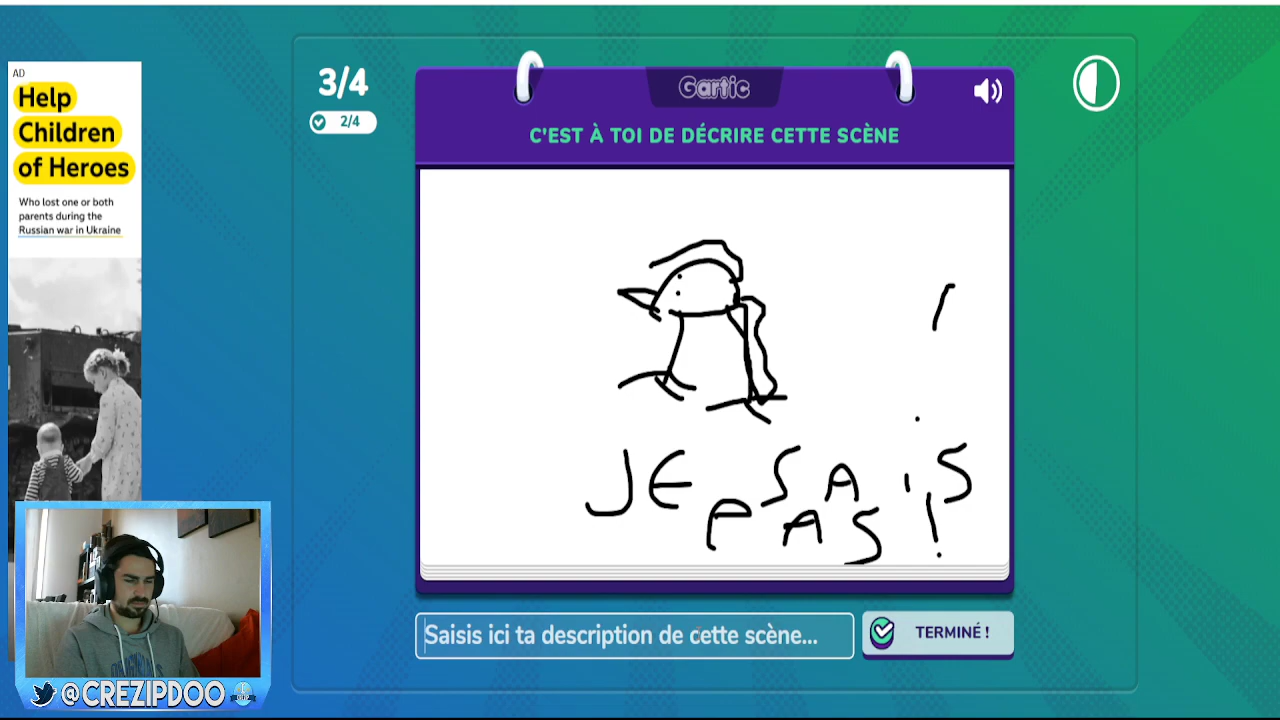 AD
Help
Children
of Heroes
Who lost one or both
parents during the
Russian war in Ukraine
3/4
2/4
Gartic
C'EST À TOI DE DÉCRIRE CETTE SCÈNE
JE SAIS
PAS !
Saisis ici ta description de cette scène...
TERMINÉ !
@CREZIPDOO